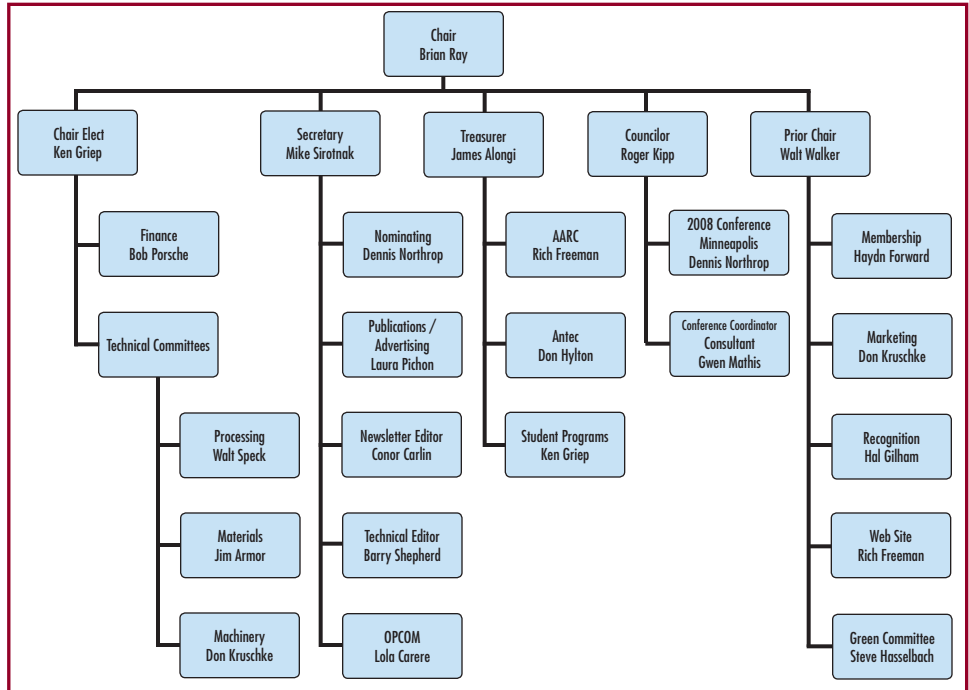 Chair
Brian Ray
Chair Elect
Ken Griep
Secretary
Mike Sirotnak
Treasurer
James Alongi
Councilor
Roger Kipp
Prior Chair
Walt Walker
Finance
Bob Porsche
Technical Committees
Processing
Walt Speck
Materials
Jim Armor
Machinery
Don Kruschke
Nominating
Dennis Northrop
Publications /
Advertising
Laura Pichon
Newsletter Editor
Conor Carlin
Technical Editor
Barry Shepherd
OPCOM
Lola Carere
AARC
Rich Freeman
Antec
Don Hylton
Student Programs
Ken Griep
2008 Conference
Minneapolis
Dennis Northrop
Conference Coordinator
Consultant
Gwen Mathis
Membership
Haydn Forward
Marketing
Don Kruschke
Recognition
Hal Gilham
Web Site
Rich Freeman
Green Committee
Steve Hasselbach